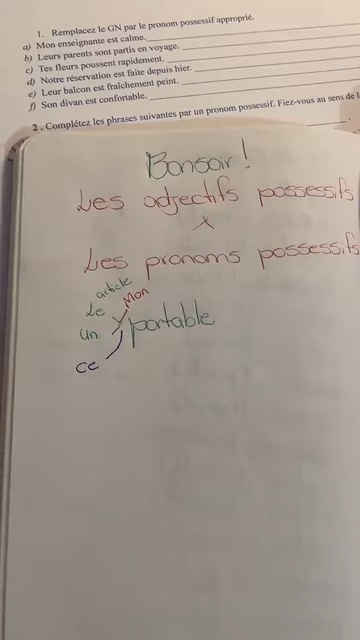 1. Remplacez le GN par le pronom possessif approprié.
a) Mon enseignante est calme.
b) Leurs parents sont partis en voyage.
c) Tes fleurs poussent rapidement.
d) Notre réservation est faite depuis hier.
e) Leur balcon est fraîchement peint.
f) Son divan est confortable.
2. Complétez les phrases suivantes par un pronom possessif. Fiez-vous au sens de
Bonsoir !
Les adjectifs possessifs
x
Les pronoms possessifs
article
Le Mon
un portable
ce